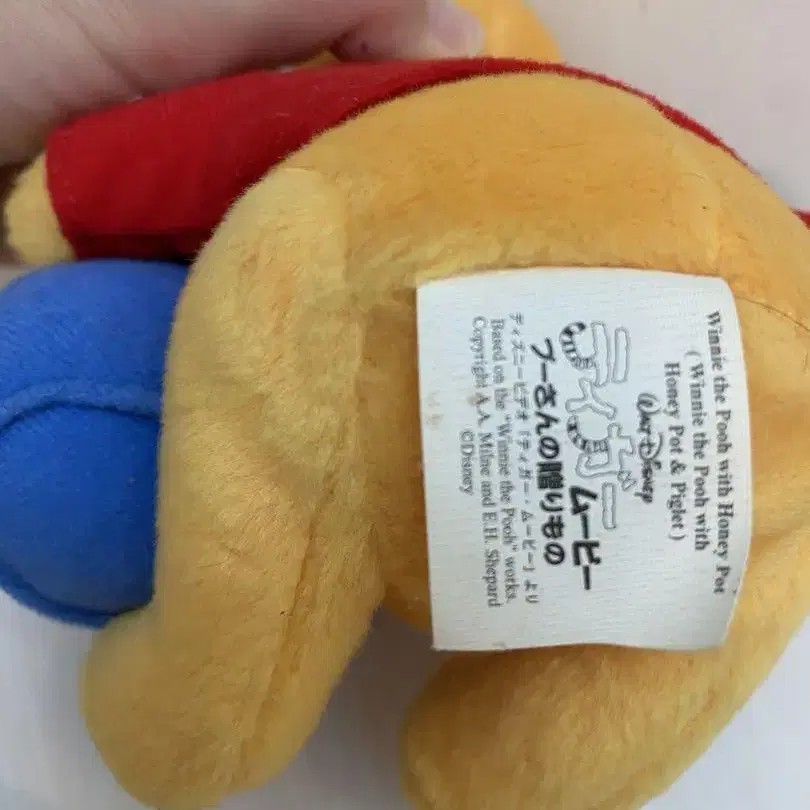 Winnie the Pooh with Honey Pot
( Winnie the Pooh with
Honey Pot & Piglet )
WALT DISNEY
ティガー ムービー
プーさんの贈りもの
ディズニービデオ「ティガー・ムービー」より
Based on the "Winnie the Pooh" works.
Copyright A.A. Milne and E.H. Shepard
©Disney